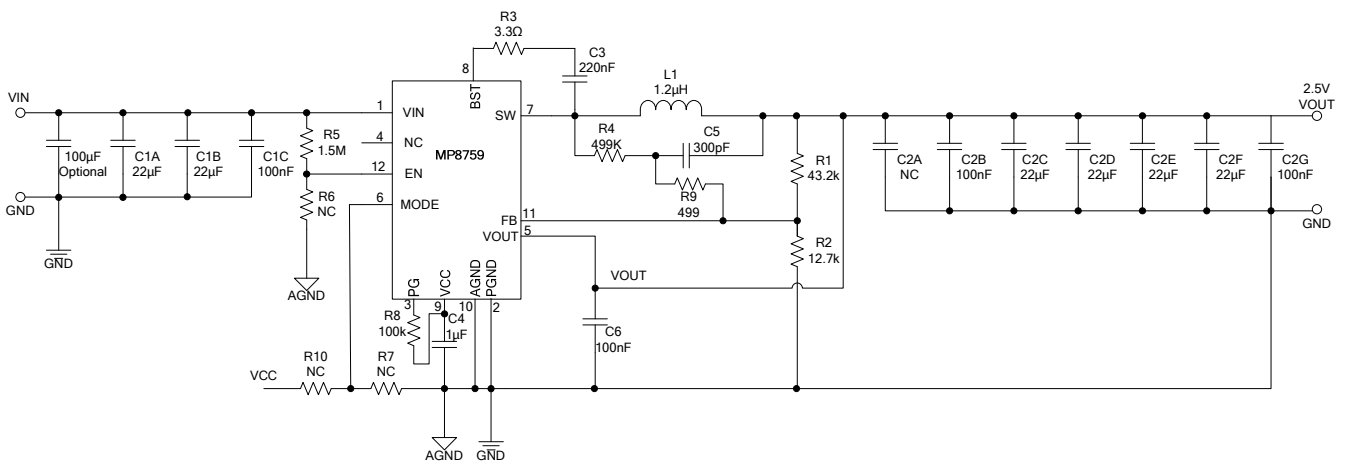 R3
3.3Ω
C3
220nF
8
BST
L1
1.2µH
2.5V
VOUT
VIN
1
VIN
SW
7
4
NC
MP8759
R4
499K
C5
300pF
R5
1.5M
12
EN
R6
NC
6
MODE
R9
499
R1
43.2k
FB
11
VOUT
5
R2
12.7k
100µF
Optional
C1A
22µF
C1B
22µF
C1C
100nF
C2A
NC
C2B
100nF
C2C
22µF
C2D
22µF
C2E
22µF
C2F
22µF
C2G
100nF
GND
GND
GND
AGND
PG
VCC
AGND
PGND
3
9
10
2
R8
100k
C4
1µF
VOUT
C6
100nF
VCC
R10
NC
R7
NC
AGND
GND